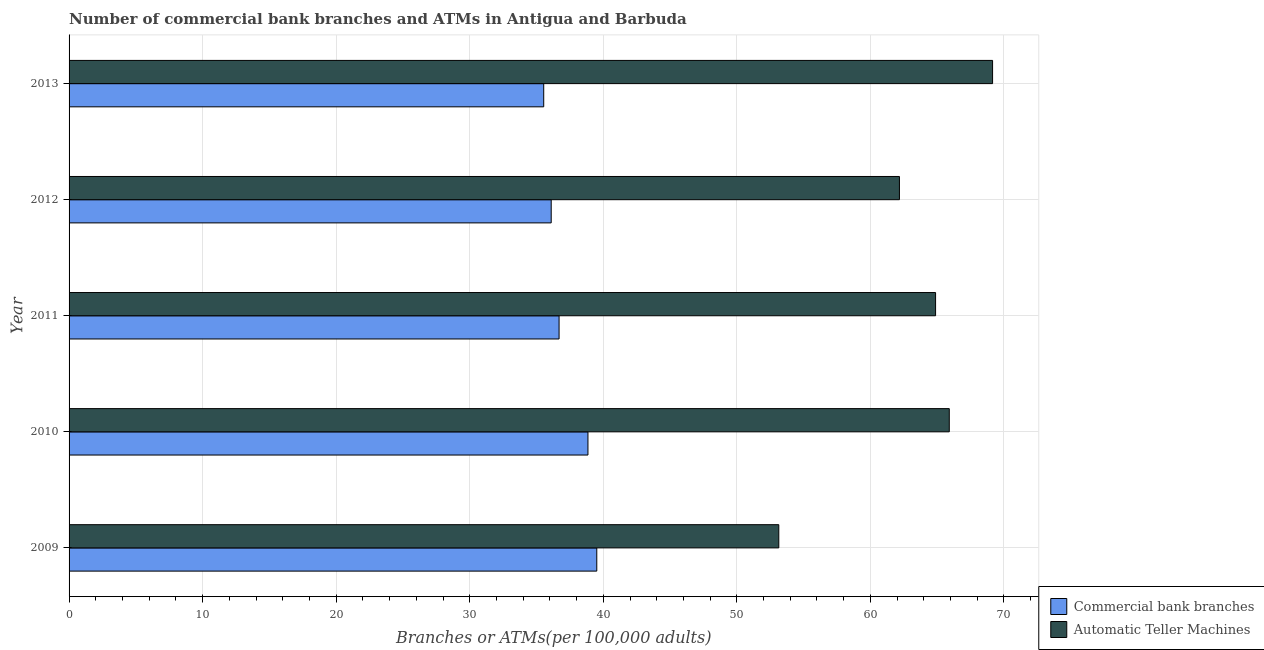 Number of commercial bank branches and ATMs in Antigua and Barbuda
2013
2012
2011
2010
2009
Year
0
10
20
30
40
50
60
70
Branches or ATMs(per 100,000 adults)
Commercial bank branches
Automatic Teller Machines